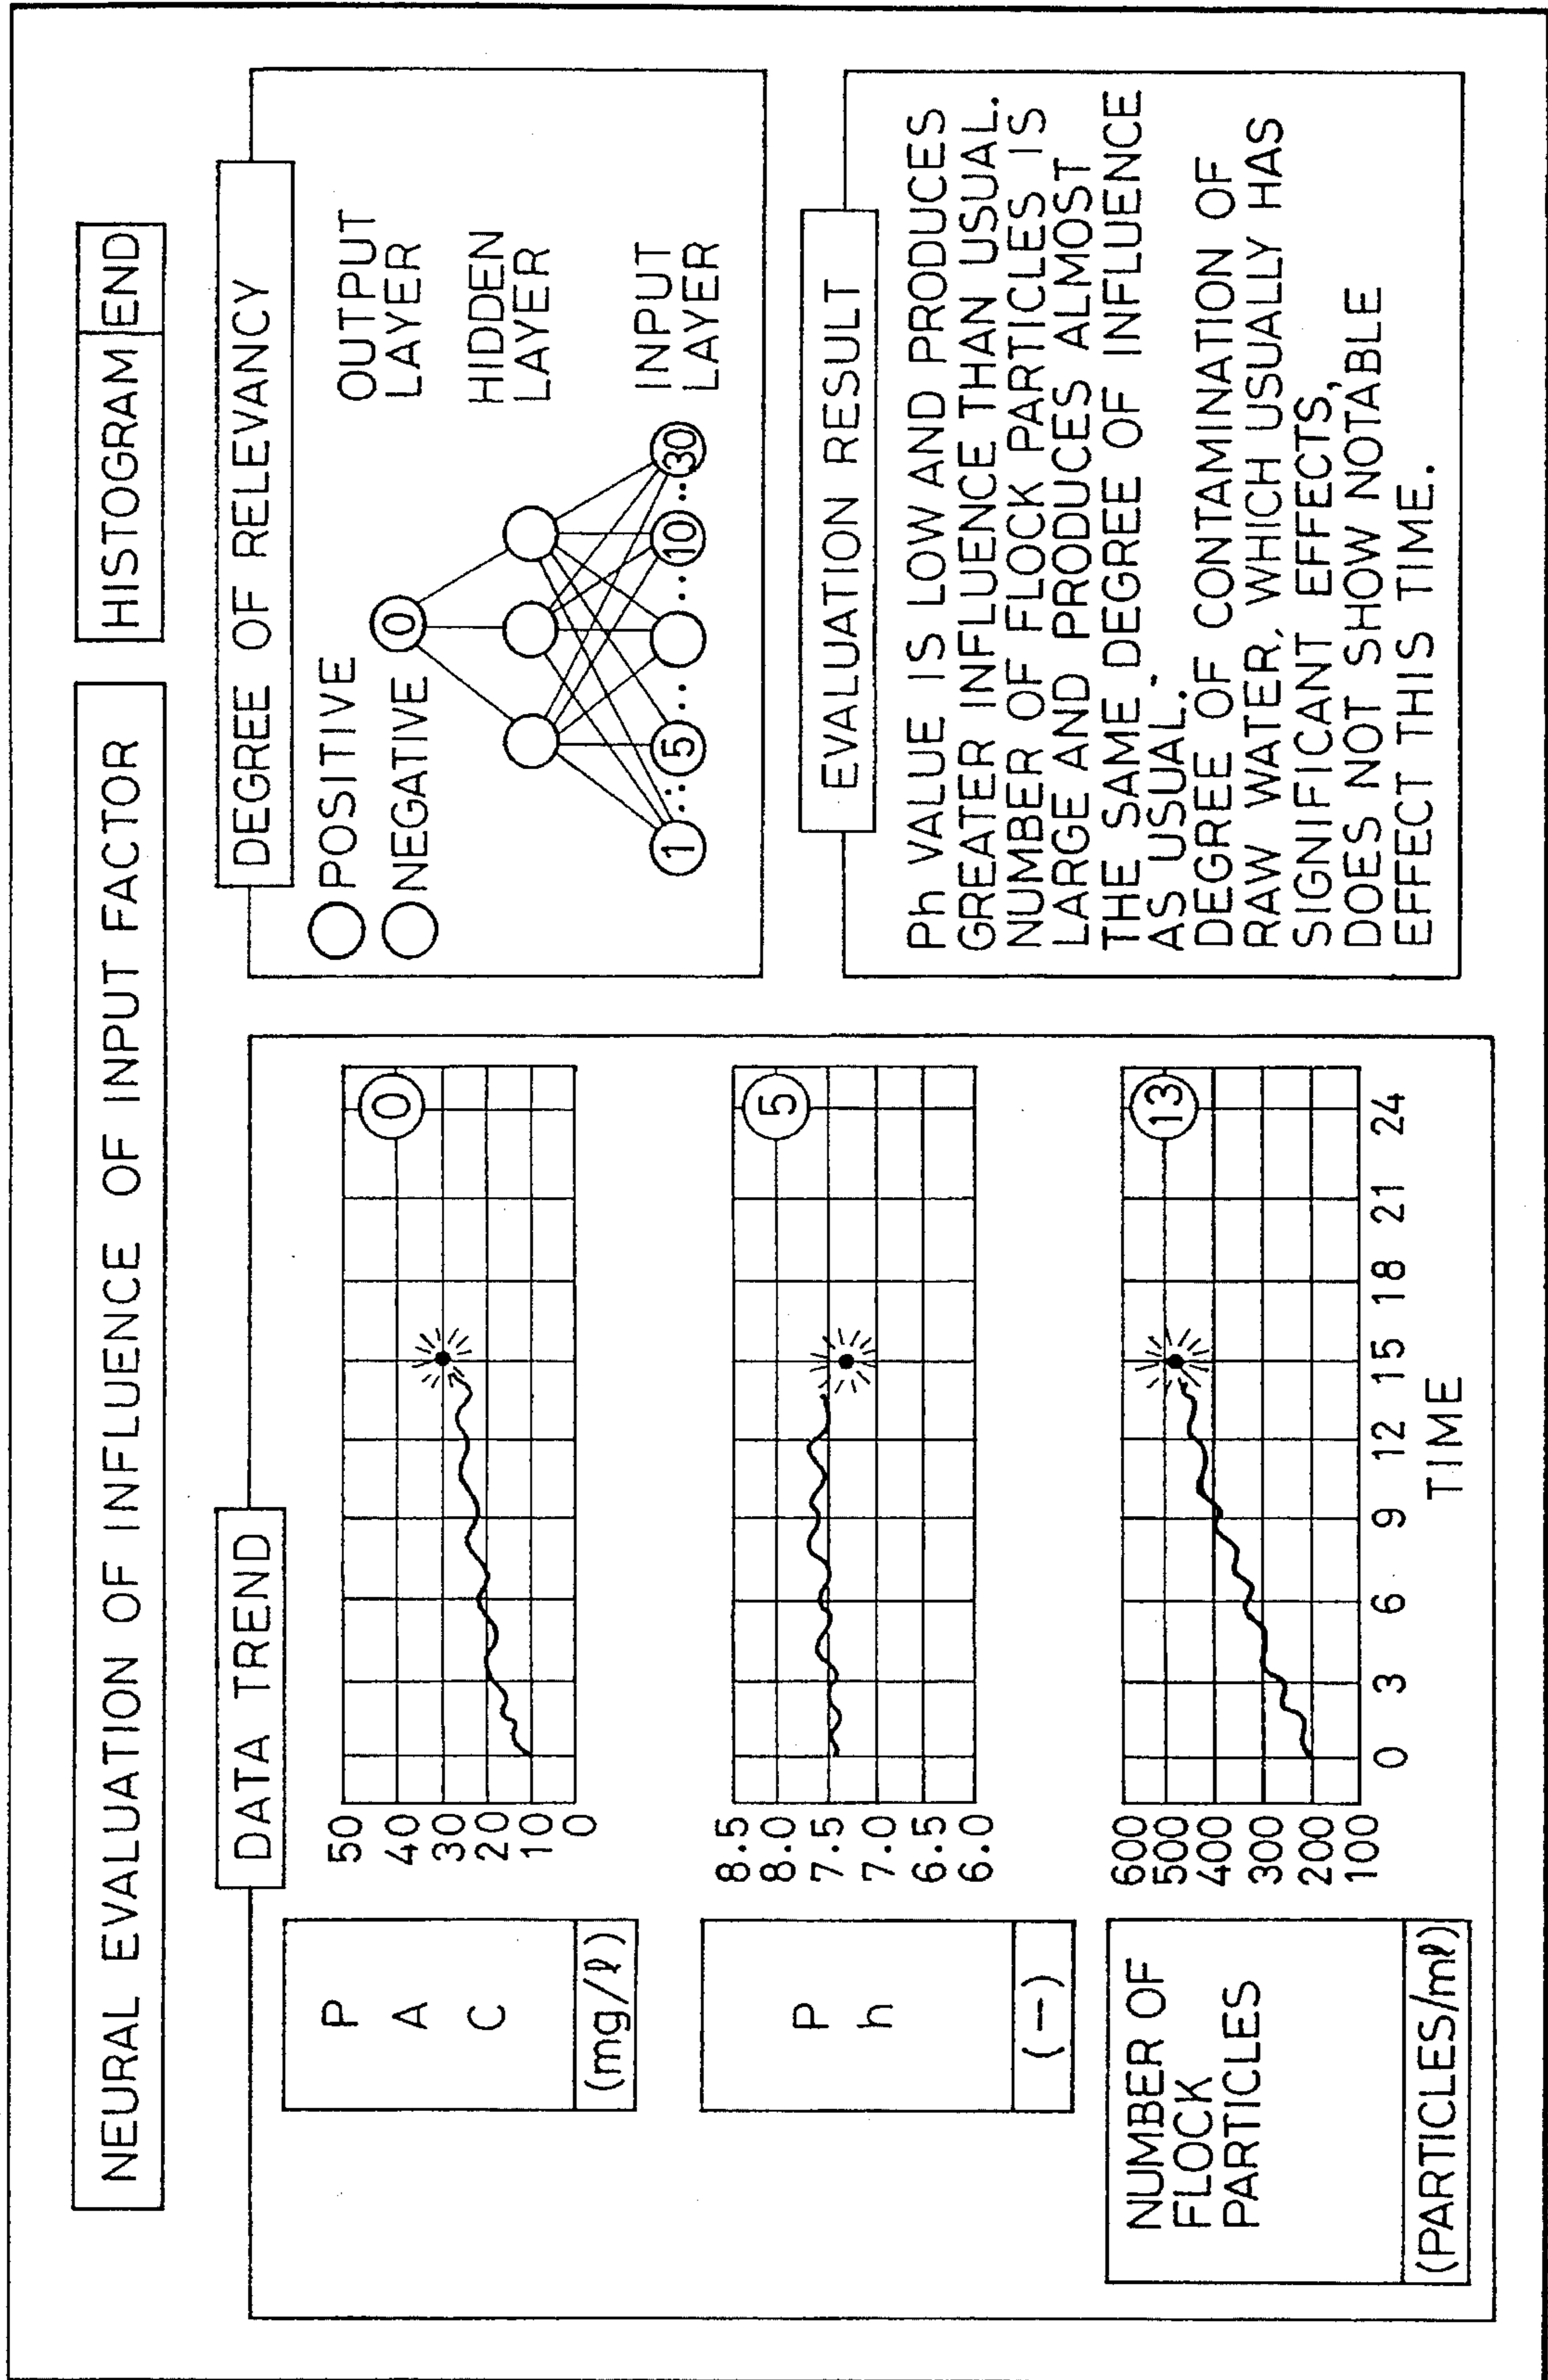 NEURAL EVALUATION OF INFLUENCE OF INPUT FACTOR
HISTOGRAM
END
DATA TREND
P
A
C
(mg/ℓ)
50
40
30
20
10
0
0
P
h
(-)
8.5
8.0
7.5
7.0
6.5
6.0
5
NUMBER OF
FLOCK
PARTICLES
(PARTICLES/mℓ)
600
500
400
300
200
100
13
0 3 6 9 12 15 18 21 24
TIME
DEGREE OF RELEVANCY
POSITIVE
NEGATIVE
0
OUTPUT
LAYER
HIDDEN
LAYER
1...5...10...30
INPUT
LAYER
EVALUATION RESULT
Ph VALUE IS LOW AND PRODUCES
GREATER INFLUENCE THAN USUAL.
NUMBER OF FLOCK PARTICLES IS
LARGE AND PRODUCES ALMOST
THE SAME DEGREE OF INFLUENCE
AS USUAL.
DEGREE OF CONTAMINATION OF
RAW WATER, WHICH USUALLY HAS
SIGNIFICANT EFFECTS,
DOES NOT SHOW NOTABLE
EFFECT THIS TIME.